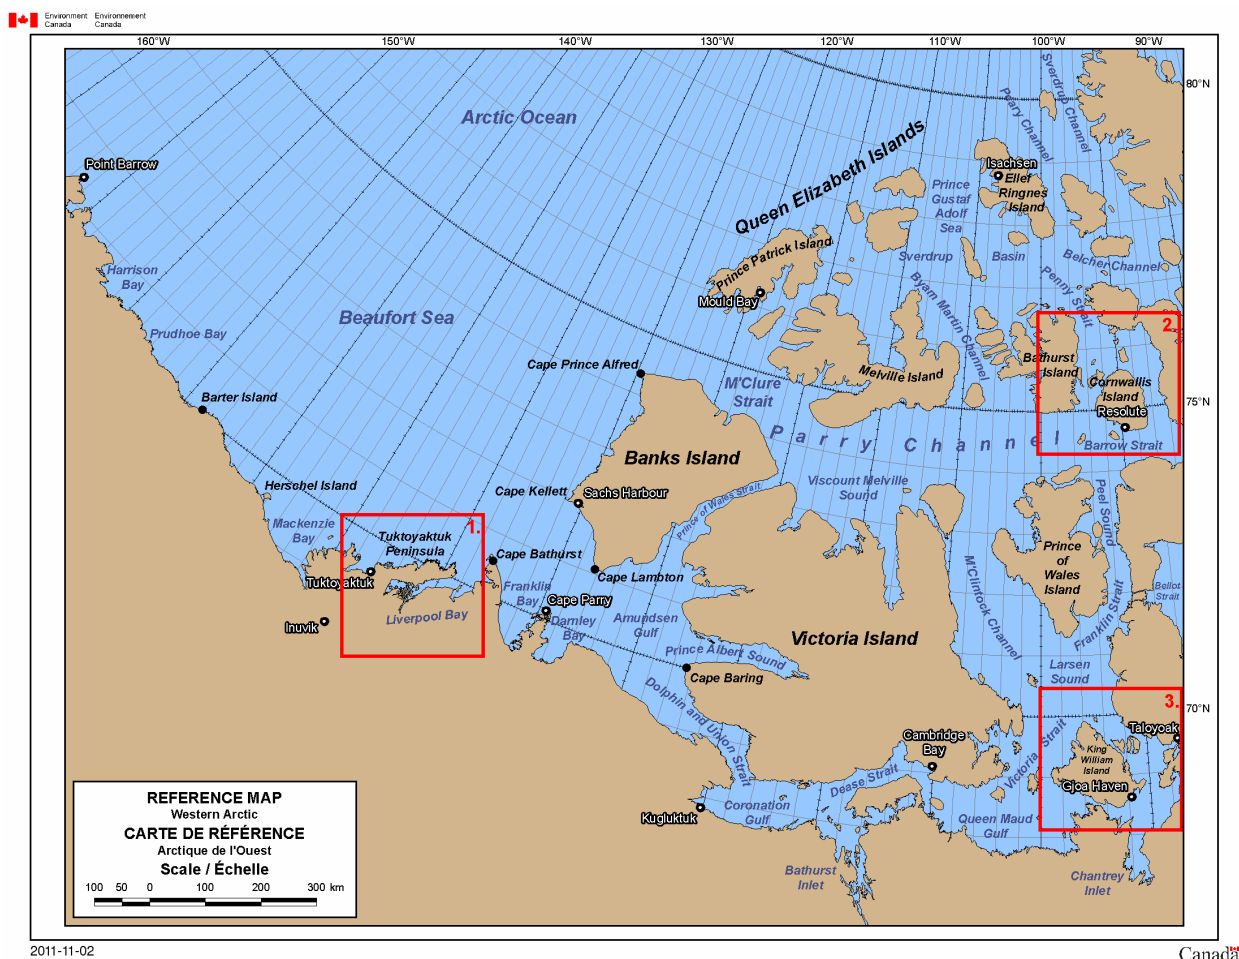 Environment Environnement
Canada Canada
160°W 150°W 140°W 130°W 120°W 110°W 100°W 90°W
80°N
75°N
70°N
Arctic Ocean
Sverdrup Channel
Peary Channel
Point Barrow
Queen Elizabeth Islands
Isachsen
Ellef
Ringnes
Island
Prince
Gustaf
Adolf
Sea
Prince Patrick Island
Sverdrup Basin
Belcher Channel
Harrison
Bay
Mould Bay
Byam Martin Channel
Penny Strait
Beaufort Sea
Prudhoe Bay
2.
Bathurst
Island
Cape Prince Alfred
Melville Island
M'Clure
Strait
Cornwallis
Island
Resolute
Barter Island
Parry Channel
Barrow Strait
Banks Island
Viscount Melville
Sound
Herschel Island
Cape Kellett
Sachs Harbour
Prince of Wales Strait
Peel Sound
Mackenzie
Bay
1.
Tuktoyaktuk
Peninsula
Cape Bathurst
Prince
of
Wales
Island
Tuktoyaktuk
Cape Lambton
M'Clintock Channel
Franklin
Bay
Cape Parry
Bellot
Strait
Franklin Strait
Inuvik
Liverpool Bay
Darnley
Bay
Amundsen
Gulf
Victoria Island
Prince Albert Sound
Larsen
Sound
Cape Baring
Dolphin and Union Strait
3.
Victoria Strait
Taloyoak
Cambridge
Bay
King
William
Island
Gjoa Haven
Dease Strait
Kugluktuk
Coronation
Gulf
Queen Maud
Gulf
Bathurst
Inlet
Chantrey
Inlet
REFERENCE MAP
Western Arctic
CARTE DE RÉFÉRENCE
Arctique de l'Ouest
Scale / Échelle
100 50 0 100 200 300 km
2011-11-02
Canada